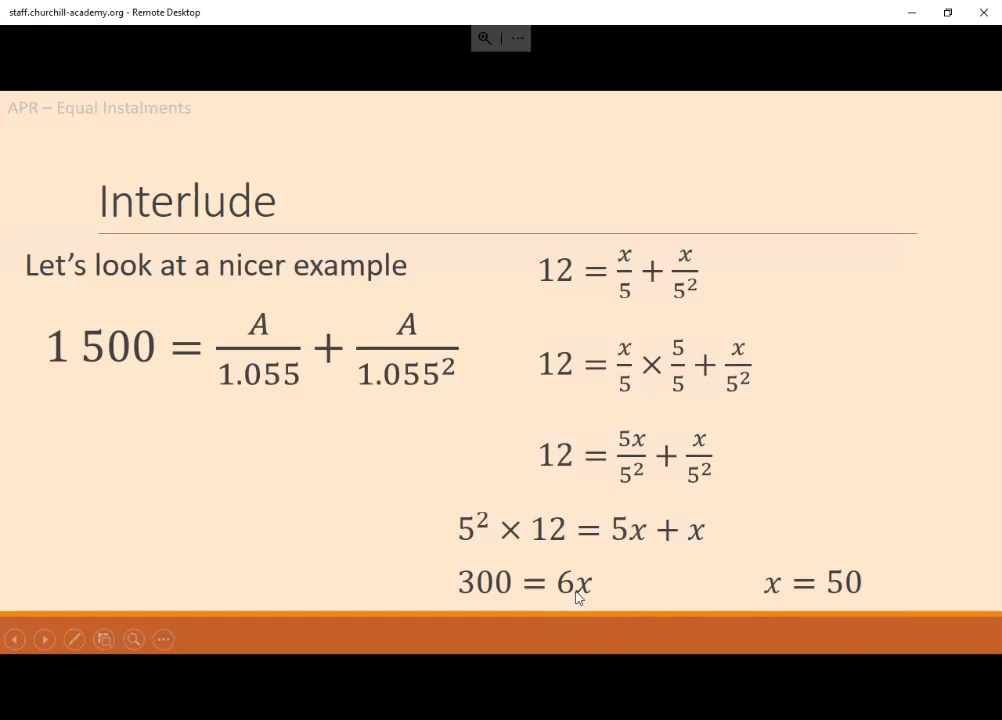 staff.churchill-academy.org - Remote Desktop
APR – Equal Instalments
Interlude
Let's look at a nicer example
1 500 = A/1.055 + A/1.055²
12 = x/5 + x/5²
12 = x/5 × 5/5 + x/5²
12 = 5x/5² + x/5²
5² × 12 = 5x + x
300 = 6x
x = 50